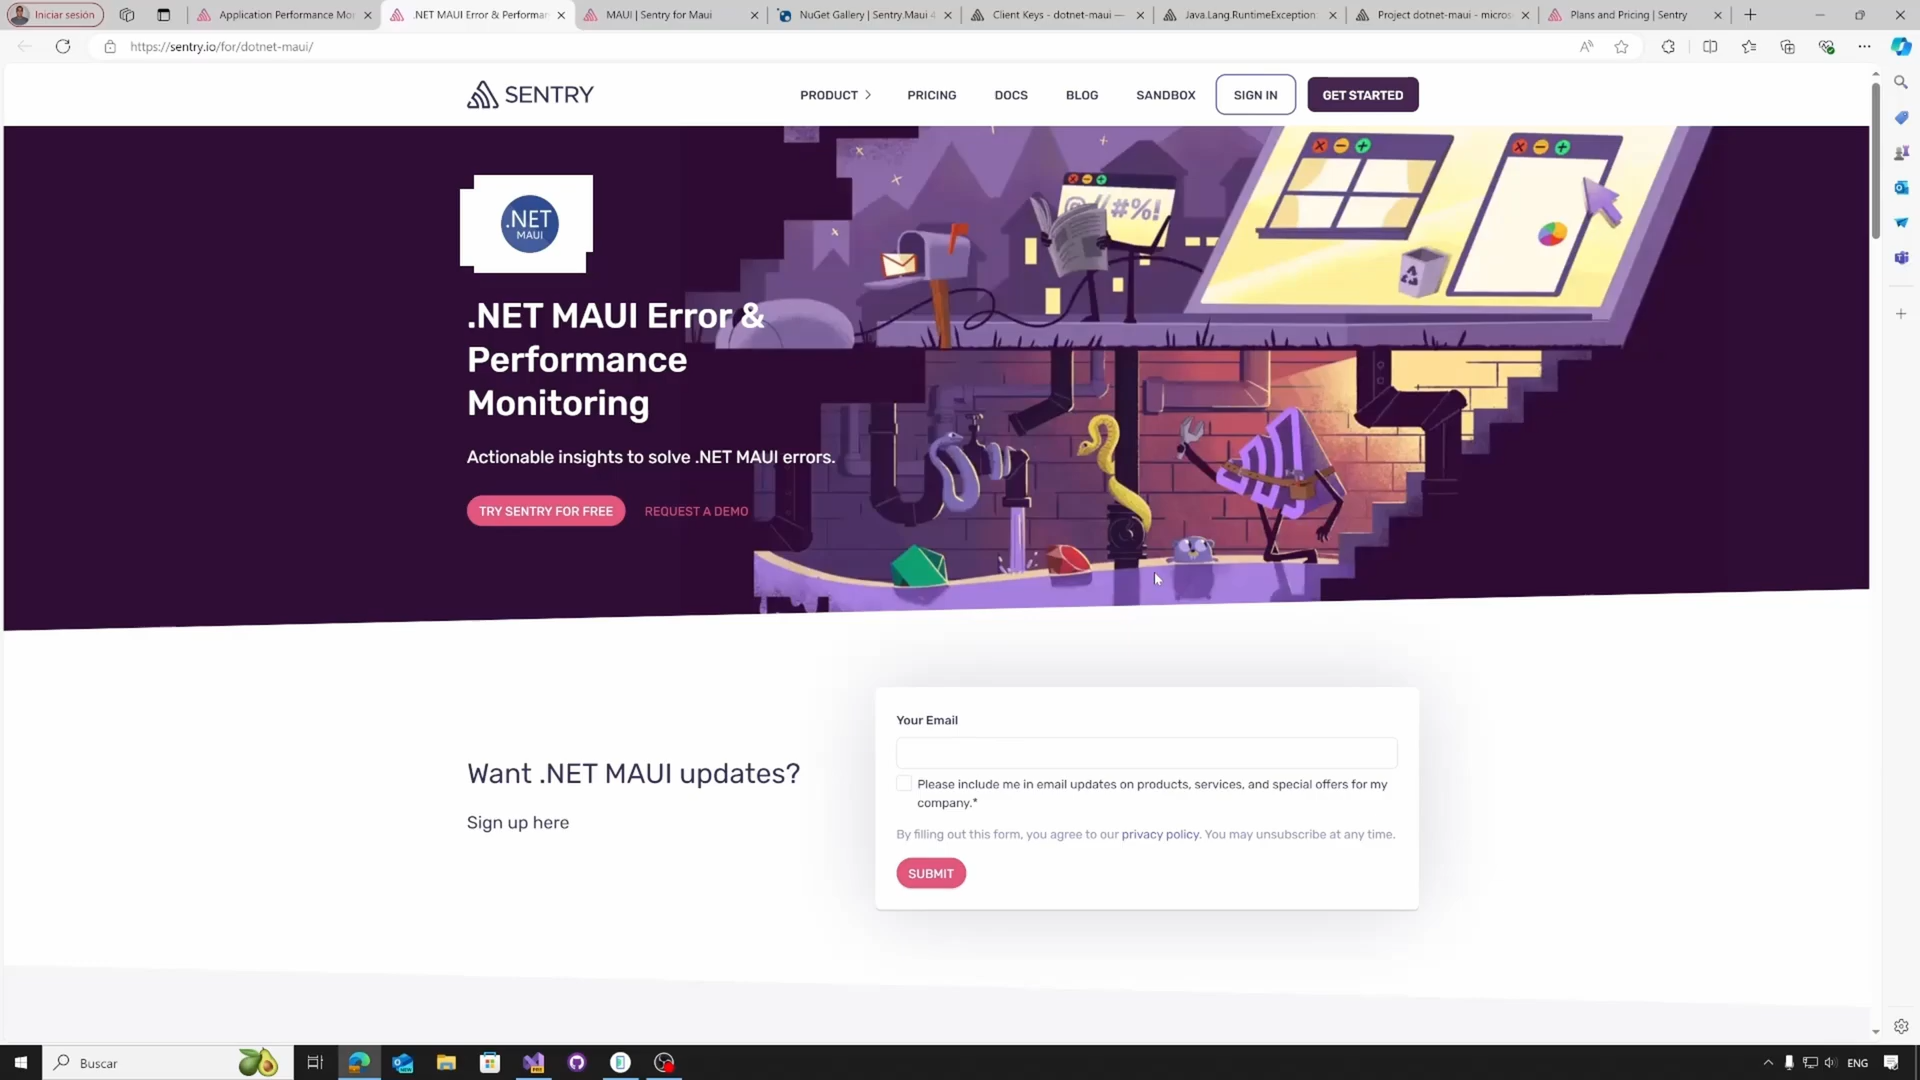 Iniciar sesión
Application Performance Mo
.NET MAUI Error & Performan
MAUI | Sentry for Maui
NuGet Gallery | Sentry.Maui 4
Client Keys - dotnet-maui —
Java.Lang.RuntimeException:
Project dotnet-maui - micros
Plans and Pricing | Sentry
https://sentry.io/for/dotnet-maui/
SENTRY
PRODUCT
PRICING
DOCS
BLOG
SANDBOX
SIGN IN
GET STARTED
@//#%!
.NET
MAUI
.NET MAUI Error &
Performance
Monitoring
Actionable insights to solve .NET MAUI errors.
TRY SENTRY FOR FREE
REQUEST A DEMO
Want .NET MAUI updates?
Sign up here
Your Email
Please include me in email updates on products, services, and special offers for my
company.*
By filling out this form, you agree to our privacy policy. You may unsubscribe at any time.
SUBMIT
Buscar
ENG